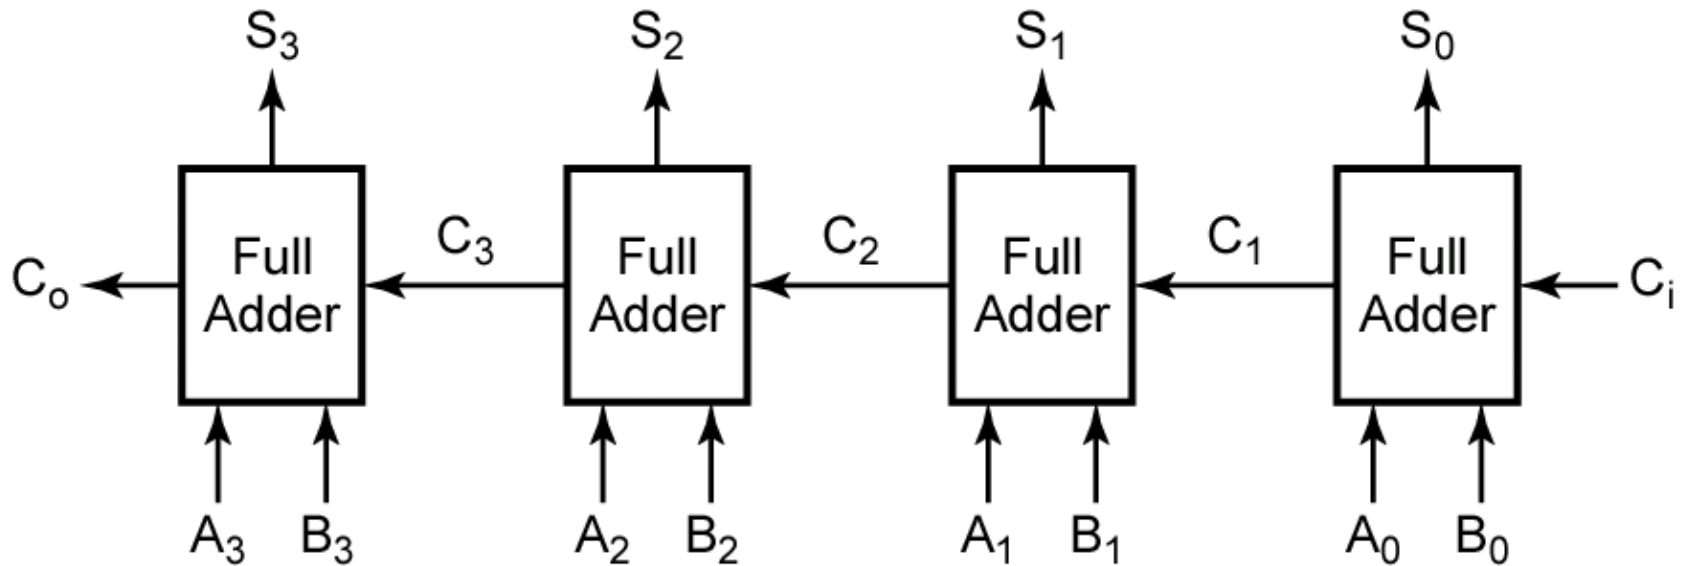 S₃ S₂ S₁ S₀
C₃ C₂ C₁
Full Full Full Full
Cₒ Cᵢ
Adder Adder Adder Adder
A₃ B₃ A₂ B₂ A₁ B₁ A₀ B₀